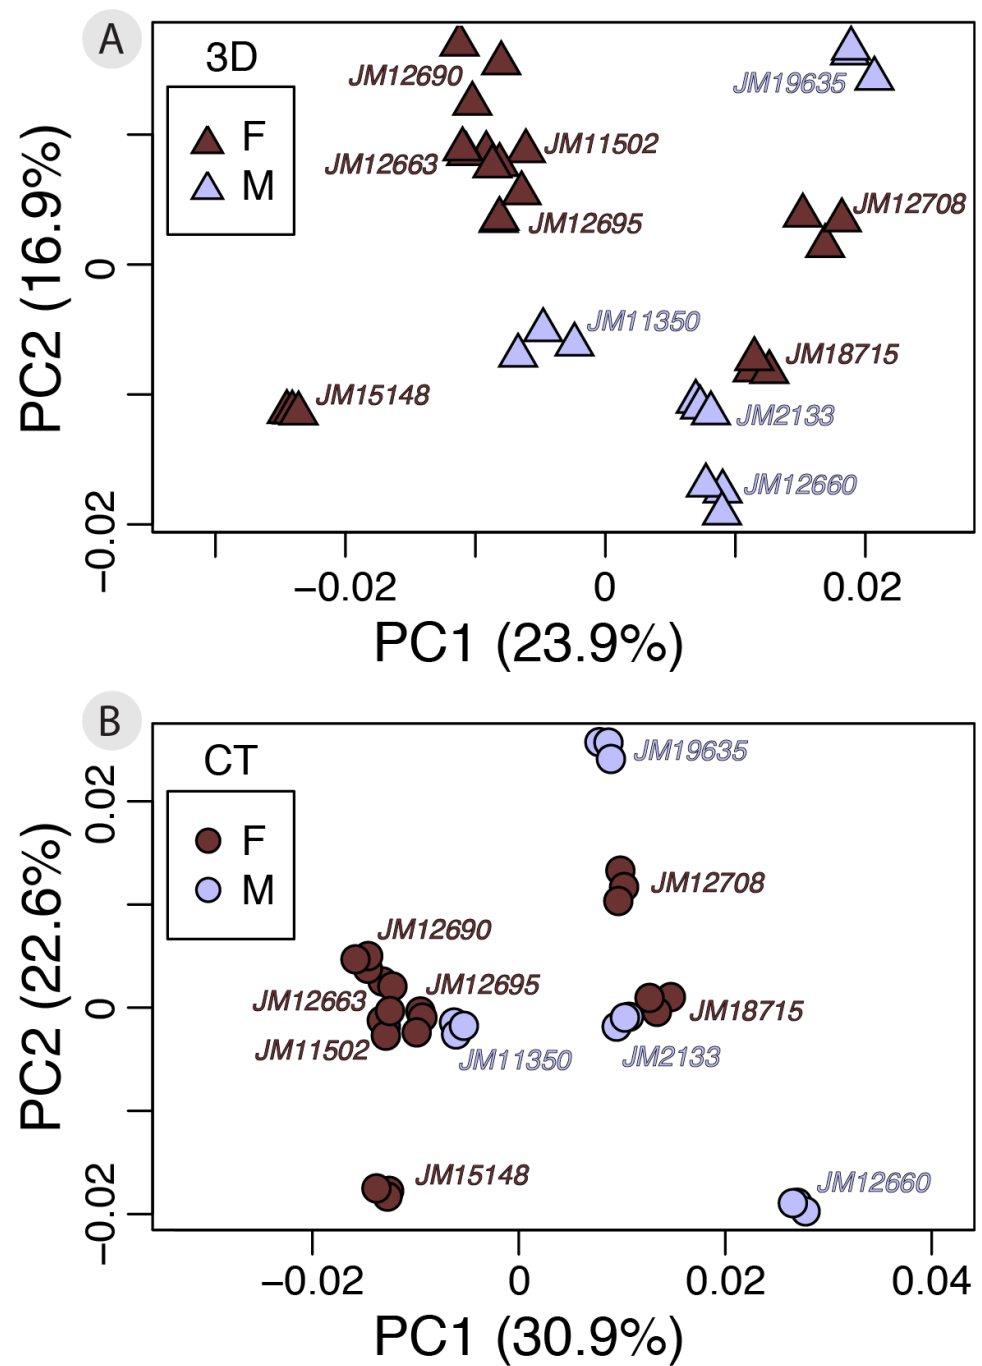 A
3D
F
M
JM12690
JM19635
JM12663
JM11502
JM12708
JM12695
JM11350
JM18715
JM15148
JM2133
JM12660
0
−0.02
PC2 (16.9%)
−0.02
0
0.02
PC1 (23.9%)
B
CT
F
M
JM19635
JM12708
JM12690
JM12695
JM12663
JM18715
JM11502
JM11350
JM2133
JM15148
JM12660
0.02
0
−0.02
PC2 (22.6%)
−0.02
0
0.02
0.04
PC1 (30.9%)